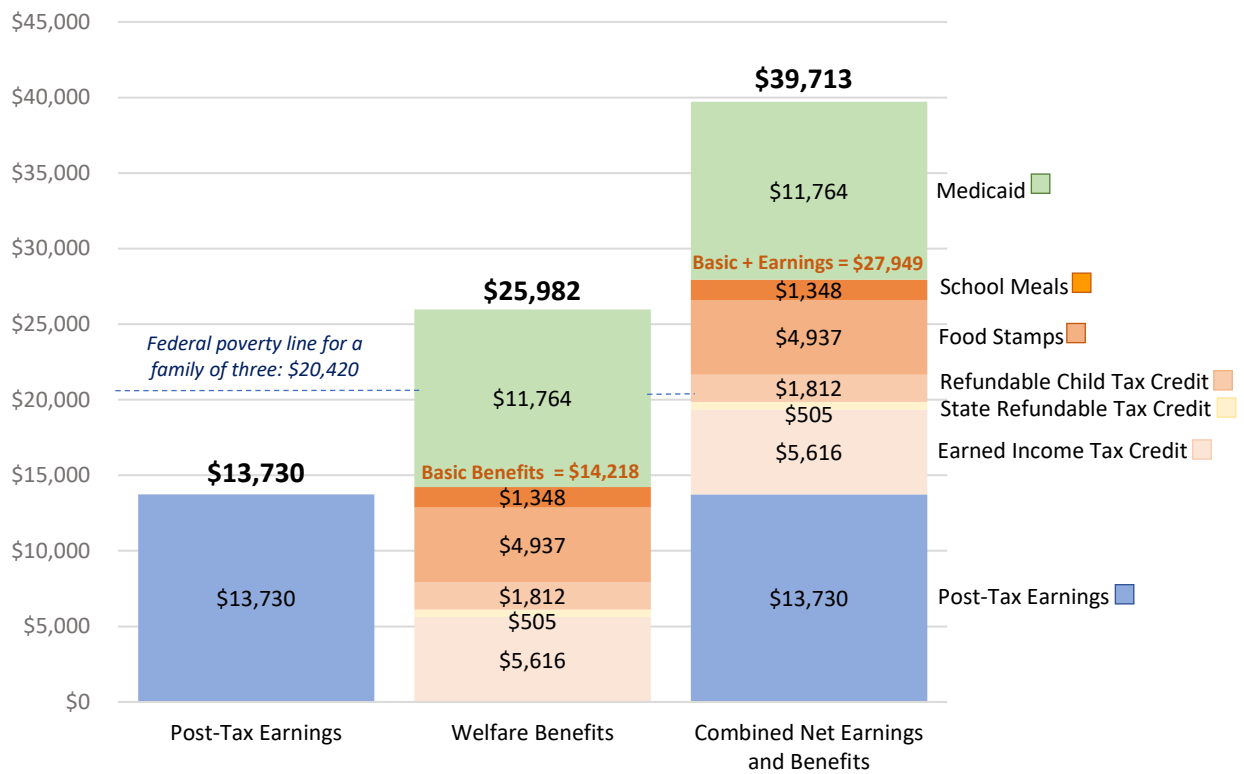 $45,000
$40,000
$35,000
$30,000
$25,000
$20,000
$15,000
$10,000
$5,000
$0
Federal poverty line for a
family of three: $20,420
$13,730
$13,730
Post-Tax Earnings
$25,982
$11,764
Basic Benefits = $14,218
$1,348
$4,937
$1,812
$505
$5,616
Welfare Benefits
$39,713
$11,764
Basic + Earnings = $27,949
$1,348
$4,937
$1,812
$505
$5,616
$13,730
Combined Net Earnings
and Benefits
Medicaid
School Meals
Food Stamps
Refundable Child Tax Credit
State Refundable Tax Credit
Earned Income Tax Credit
Post-Tax Earnings